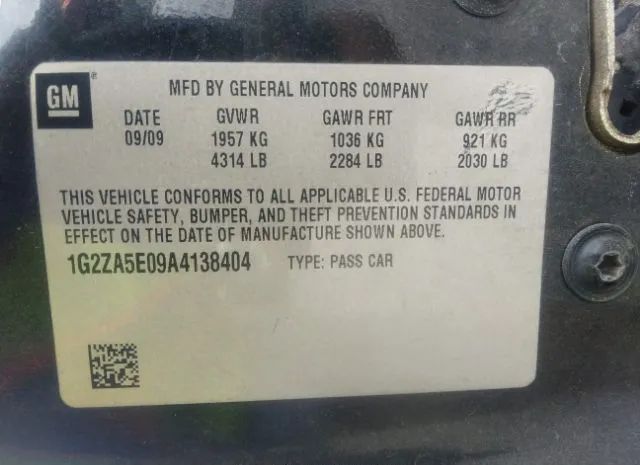 GM®
MFD BY GENERAL MOTORS COMPANY
DATE GVWR GAWR FRT GAWR RR
09/09 1957 KG 1036 KG 921 KG
4314 LB 2284 LB 2030 LB
THIS VEHICLE CONFORMS TO ALL APPLICABLE U.S. FEDERAL MOTOR
VEHICLE SAFETY, BUMPER, AND THEFT PREVENTION STANDARDS IN
EFFECT ON THE DATE OF MANUFACTURE SHOWN ABOVE.
1G2ZA5E09A4138404 TYPE: PASS CAR